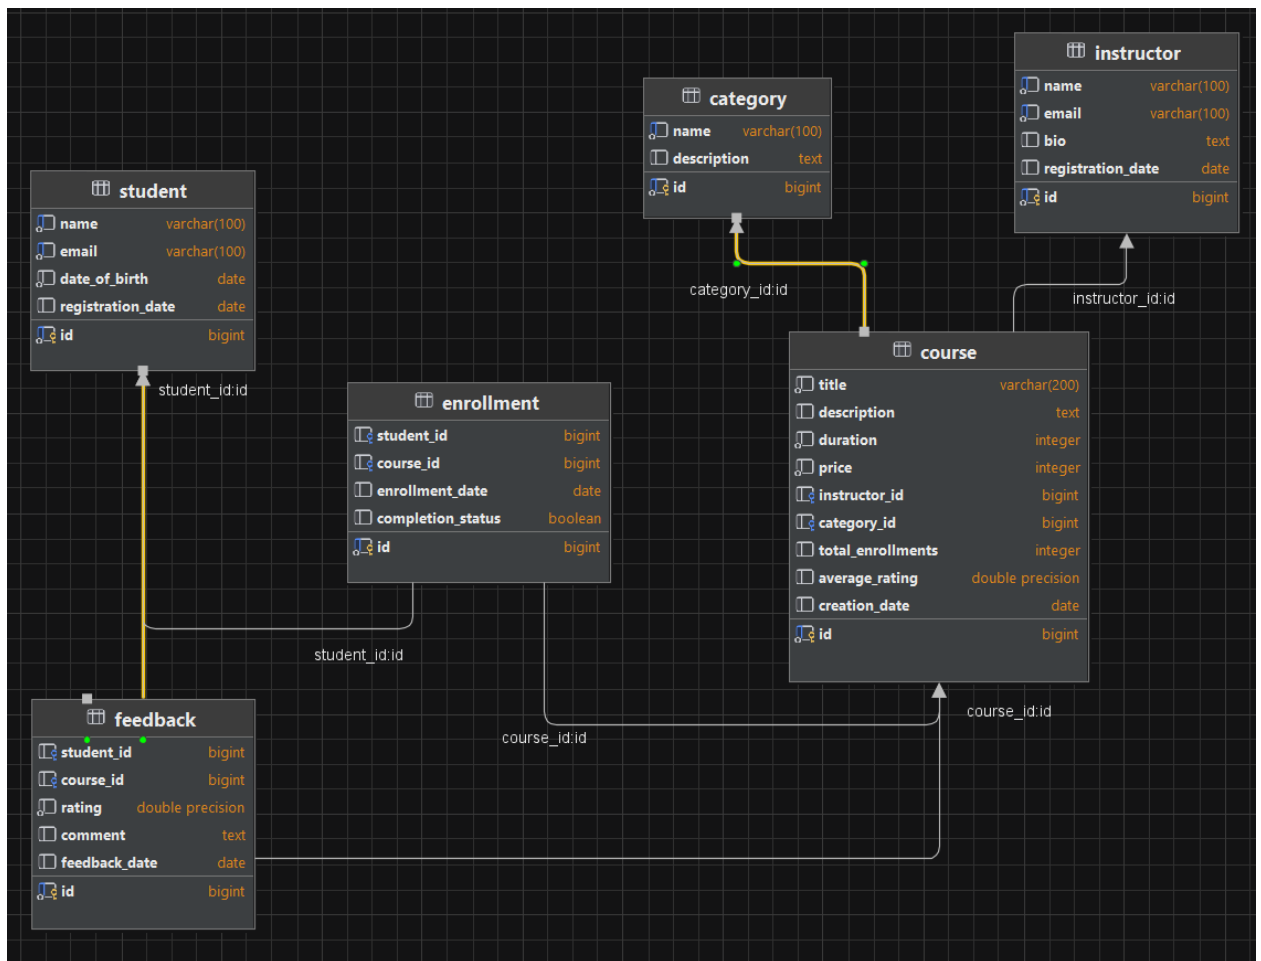 instructor
name varchar(100)
email varchar(100)
bio text
registration_date date
id bigint
category
name varchar(100)
description text
id bigint
student
name varchar(100)
email varchar(100)
date_of_birth date
registration_date date
id bigint
category_id:id
instructor_id:id
student_id:id
course
title varchar(200)
description text
duration integer
price integer
instructor_id bigint
category_id bigint
total_enrollments integer
average_rating double precision
creation_date date
id bigint
enrollment
student_id bigint
course_id bigint
enrollment_date date
completion_status boolean
id bigint
student_id:id
course_id:id
course_id:id
feedback
student_id bigint
course_id bigint
rating double precision
comment text
feedback_date date
id bigint